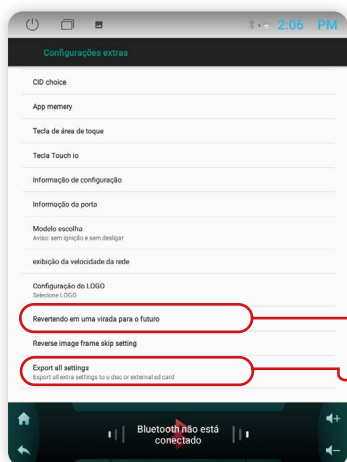 2:06 PM
Configurações extras
CID choice
App memery
Tecla de área de toque
Tecla Touch io
Informação de configuração
Informação da porta
Modelo escolha
Aviso: sem ignição e sem desligar
exibição da velocidade da rede
Configuração do LOGO
Selecione LOGO
Revertendo em uma virada para o futuro
Reverse image frame skip setting
Export all settings
Export all extra settings to u disc or external sd card
Bluetooth não está
conectado